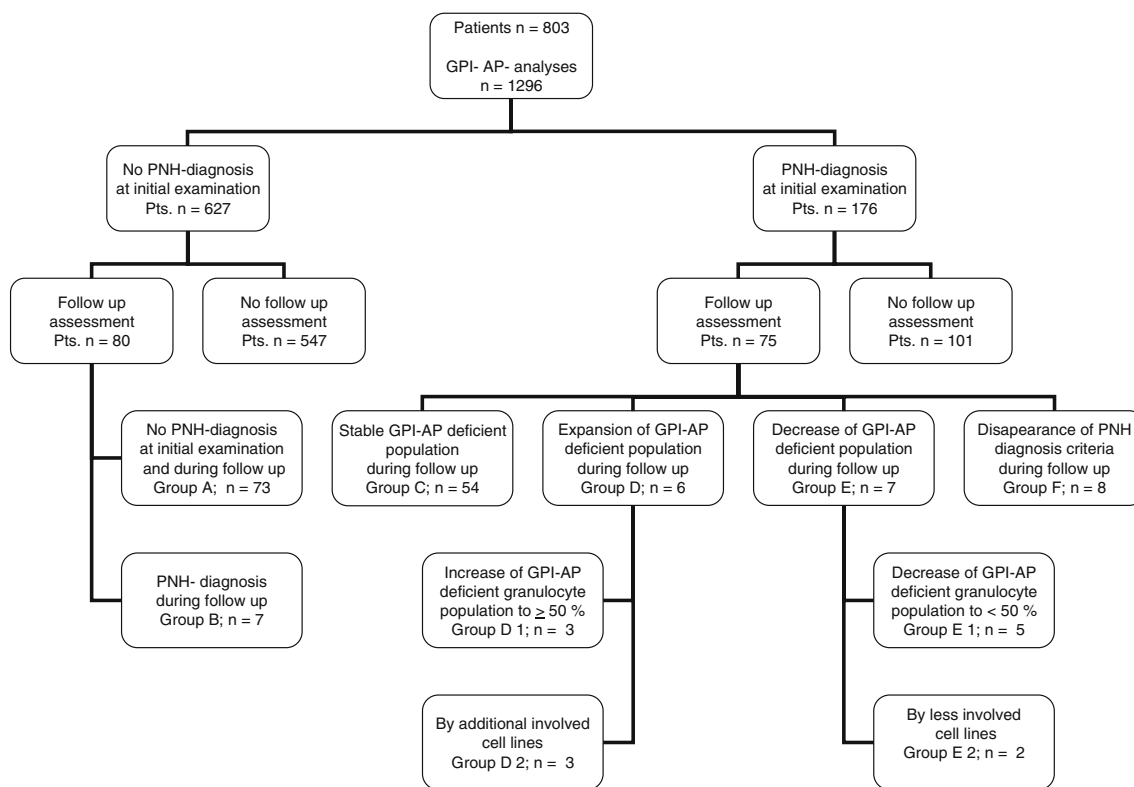 Patients n = 803
GPI- AP- analyses
n = 1296
No PNH-diagnosis
at initial examination
Pts. n = 627
PNH-diagnosis
at initial examination
Pts. n = 176
Follow up
assessment
Pts. n = 80
No follow up
assessment
Pts. n = 547
Follow up
assessment
Pts. n = 75
No follow up
assessment
Pts. n = 101
No PNH-diagnosis
at initial examination
and during follow up
Group A; n = 73
Stable GPI-AP deficient
population
during follow up
Group C; n = 54
Expansion of GPI-AP
deficient population
during follow up
Group D; n = 6
Decrease of GPI-AP
deficient population
during follow up
Group E; n = 7
Disapearance of PNH
diagnosis criteria
during follow up
Group F; n = 8
PNH- diagnosis
during follow up
Group B; n = 7
Increase of GPI-AP
deficient granulocyte
population to ≥ 50 %
Group D 1; n = 3
Decrease of GPI-AP
deficient granulocyte
population to < 50 %
Group E 1; n = 5
By additional involved
cell lines
Group D 2; n = 3
By less involved
cell lines
Group E 2; n = 2